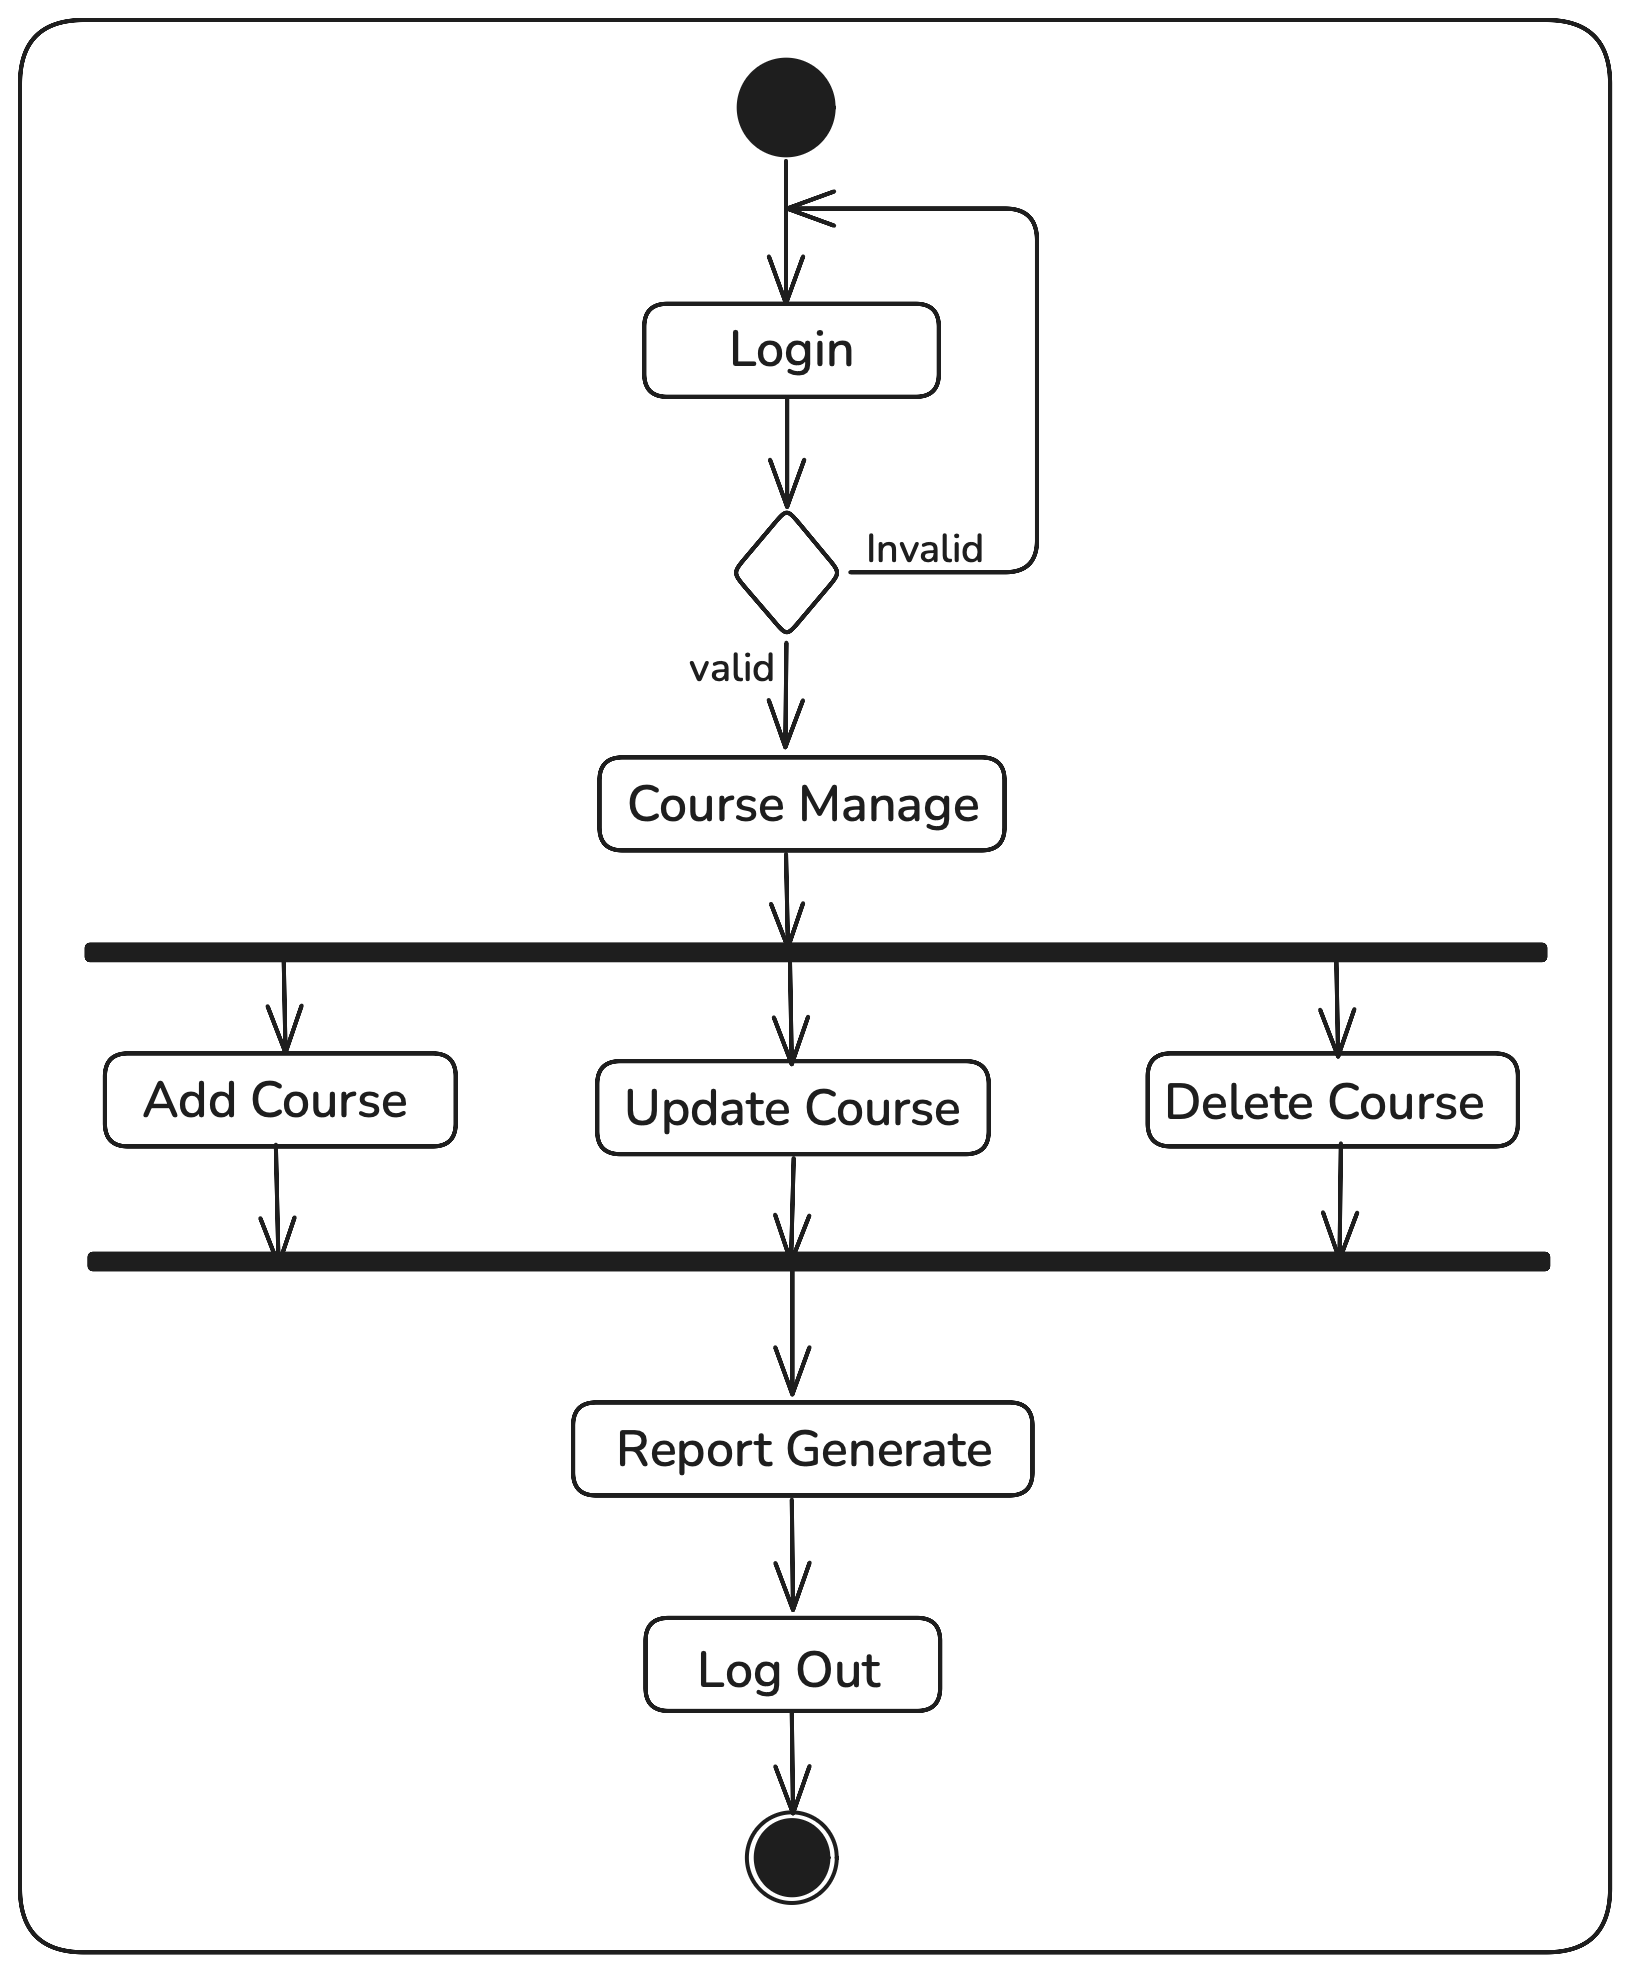 Login
Invalid
valid
Course Manage
Add Course
Update Course
Delete Course
Report Generate
Log Out